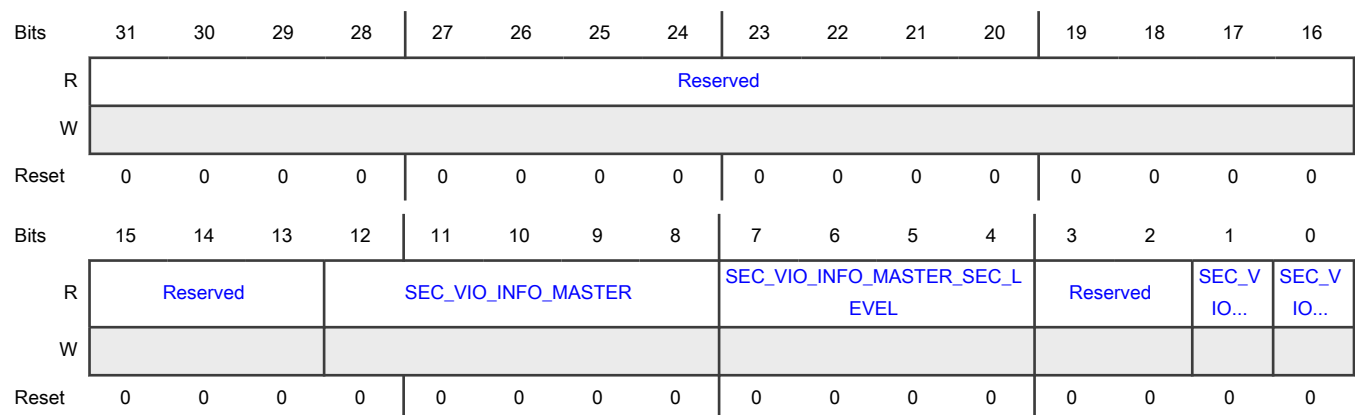 Bits 31 30 29 28 27 26 25 24 23 22 21 20 19 18 17 16
R Reserved
W
Reset 0 0 0 0 0 0 0 0 0 0 0 0 0 0 0 0
Bits 15 14 13 12 11 10 9 8 7 6 5 4 3 2 1 0
R Reserved SEC_VIO_INFO_MASTER SEC_VIO_INFO_MASTER_SEC_L Reserved SEC_V SEC_V
EVEL IO... IO...
W
Reset 0 0 0 0 0 0 0 0 0 0 0 0 0 0 0 0